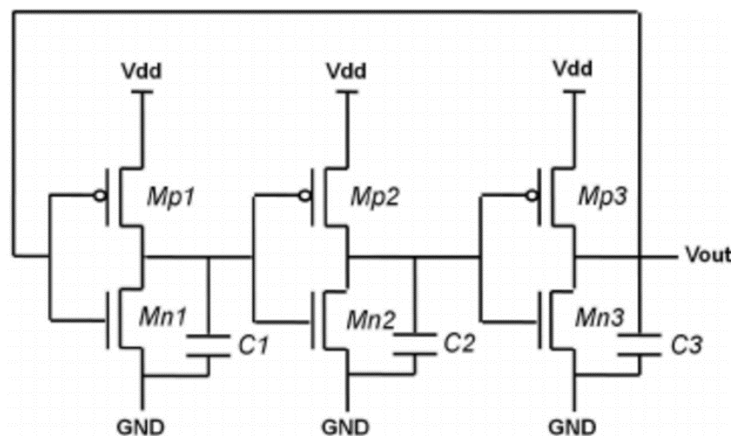 Vdd Vdd Vdd
Mp1 Mp2 Mp3
Vout
Mn1 Mn2 Mn3
C1 C2 C3
GND GND GND